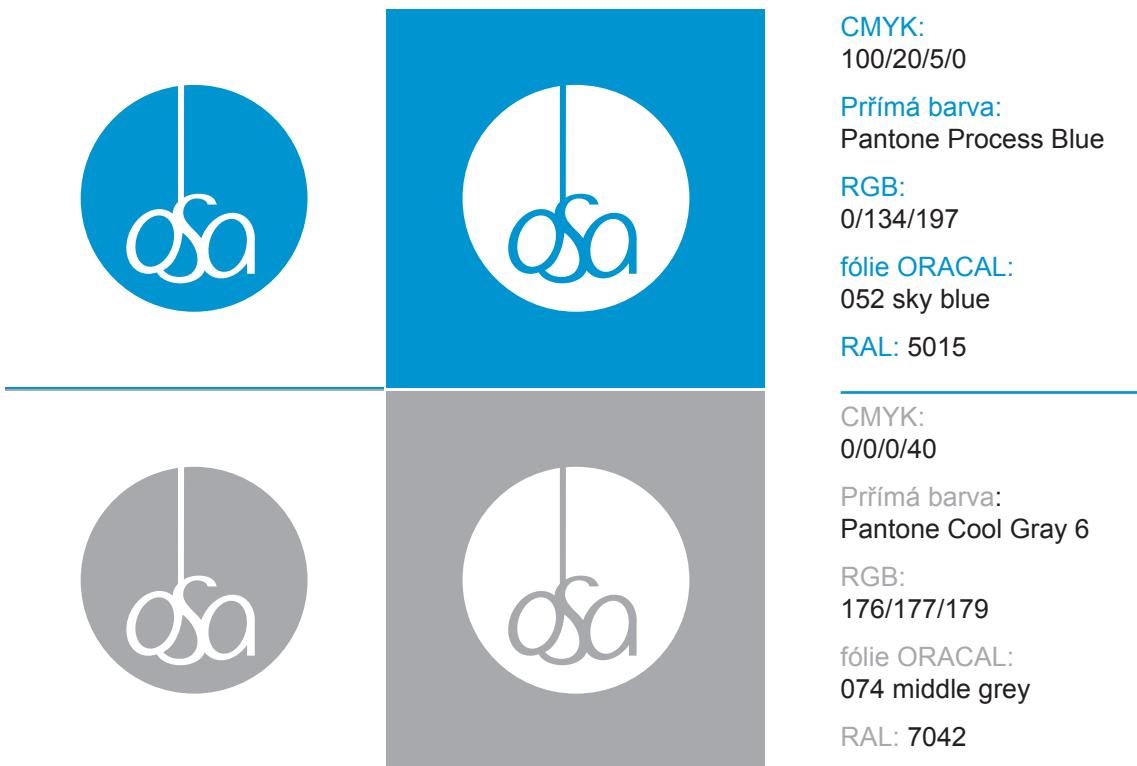 osa
osa
CMYK:
100/20/5/0
Prřímá barva:
Pantone Process Blue
RGB:
0/134/197
fólie ORACAL:
052 sky blue
RAL: 5015
osa
osa
CMYK:
0/0/0/40
Prřímá barva:
Pantone Cool Gray 6
RGB:
176/177/179
fólie ORACAL:
074 middle grey
RAL: 7042